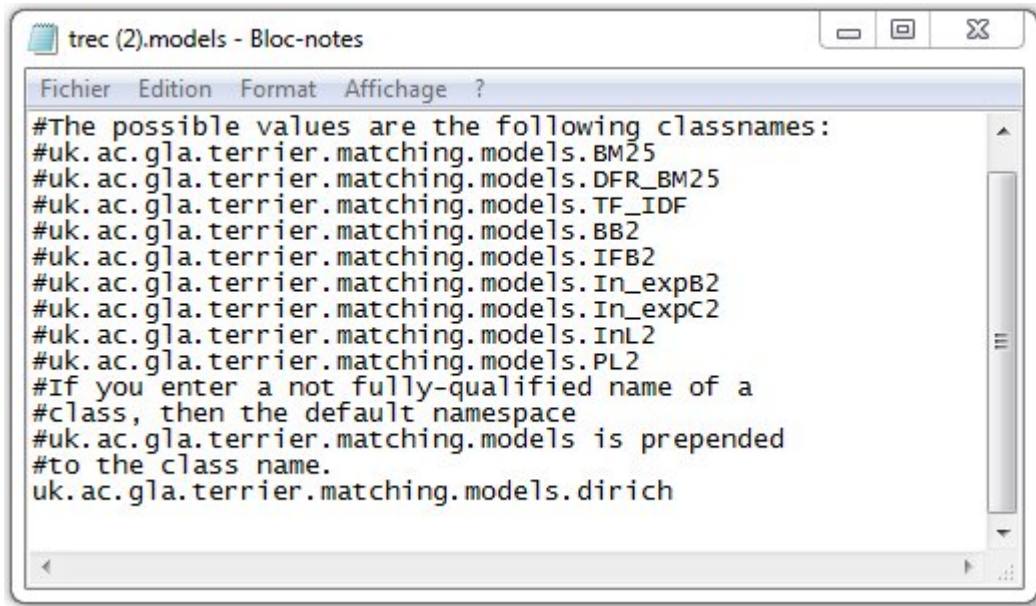 trec (2).models - Bloc-notes
Fichier Edition Format Affichage ?
#The possible values are the following classnames:
#uk.ac.gla.terrier.matching.models.BM25
#uk.ac.gla.terrier.matching.models.DFR_BM25
#uk.ac.gla.terrier.matching.models.TF_IDF
#uk.ac.gla.terrier.matching.models.BB2
#uk.ac.gla.terrier.matching.models.IFB2
#uk.ac.gla.terrier.matching.models.In_expB2
#uk.ac.gla.terrier.matching.models.In_expC2
#uk.ac.gla.terrier.matching.models.InL2
#uk.ac.gla.terrier.matching.models.PL2
#If you enter a not fully-qualified name of a
#class, then the default namespace
#uk.ac.gla.terrier.matching.models is prepended
#to the class name.
uk.ac.gla.terrier.matching.models.dirich